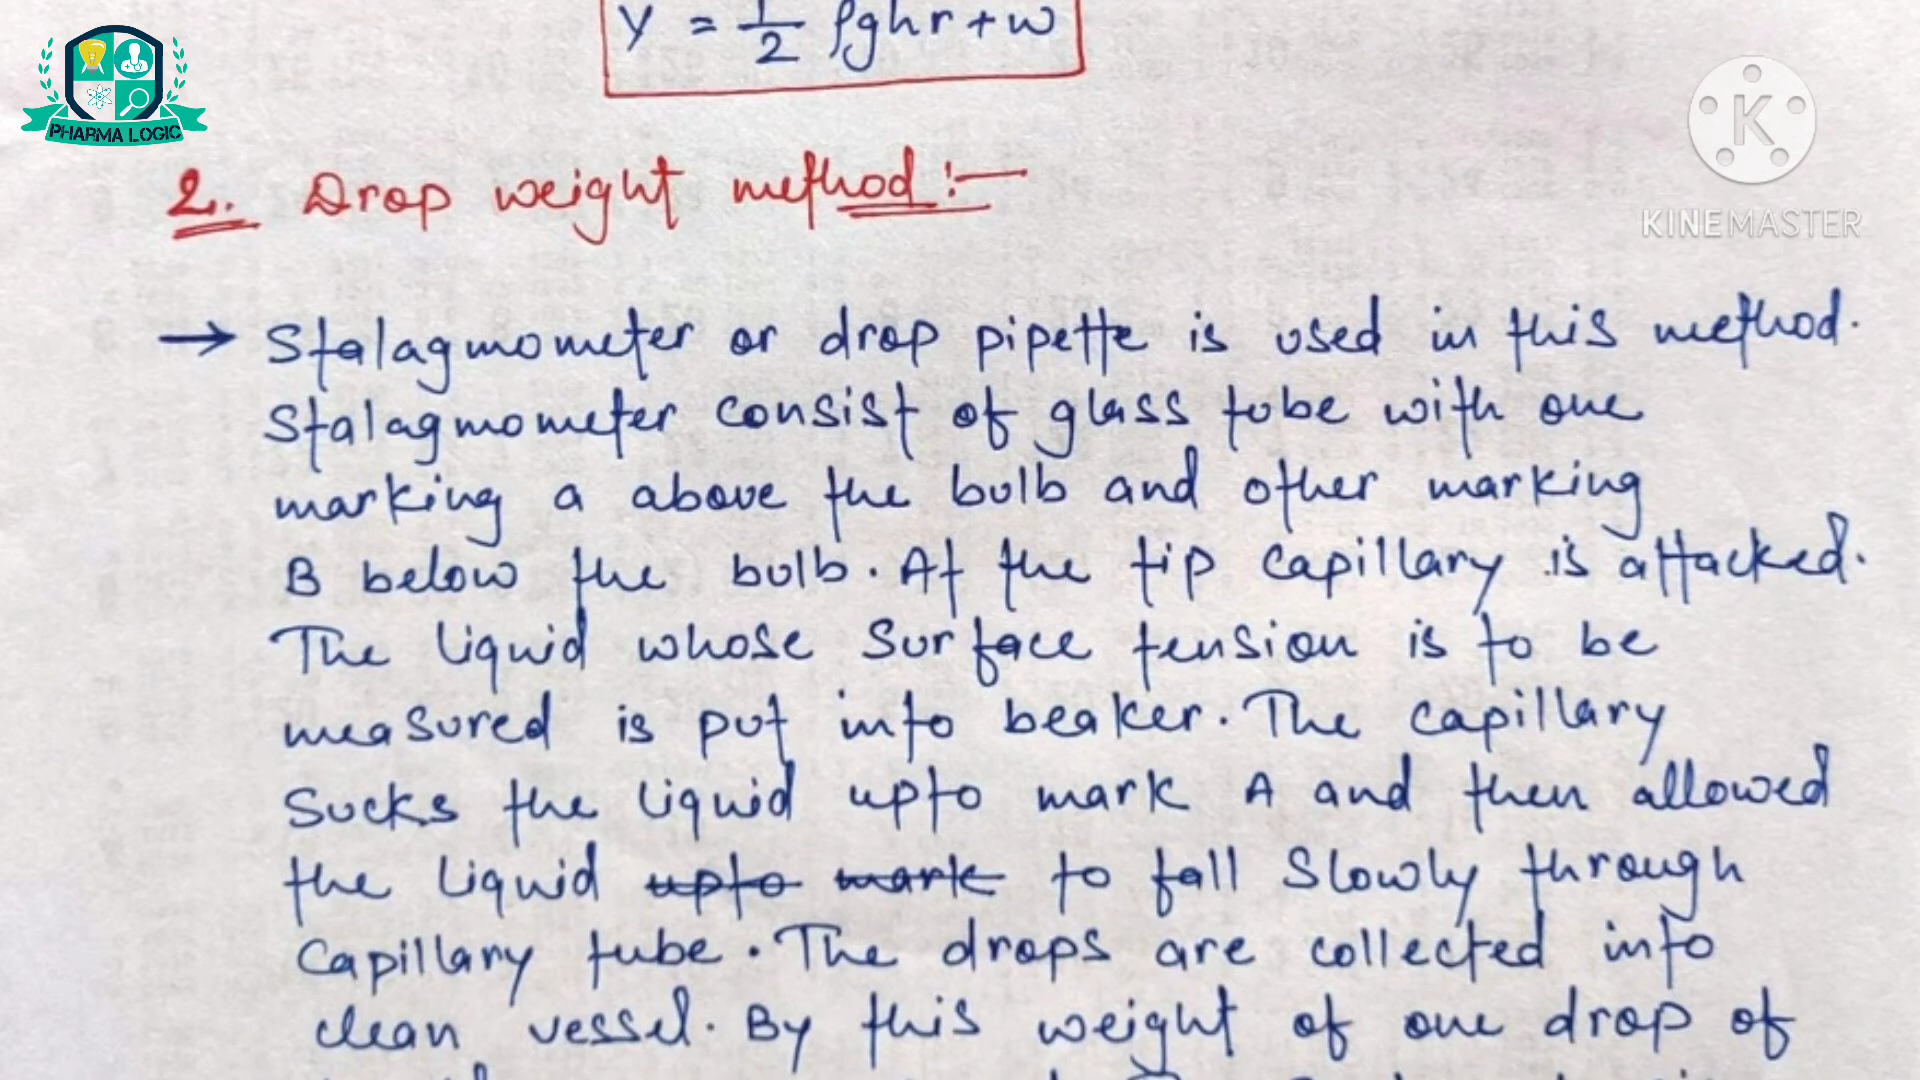 γ = 1/2 ρghr + w
PHARMA LOGIC
KINEMASTER
2. Drop weight method :-
→ Stalagmometer or drop pipette is used in this method.
Stalagmometer consist of glass tube with one
marking a above the bulb and other marking
B below the bulb. At the tip capillary is attacked.
The liquid whose surface tension is to be
measured is put into beaker. The capillary
sucks the liquid upto mark A and then allowed
the liquid upto mark to fall slowly through
capillary tube. The drops are collected into
clean vessel. By this weight of one drop of